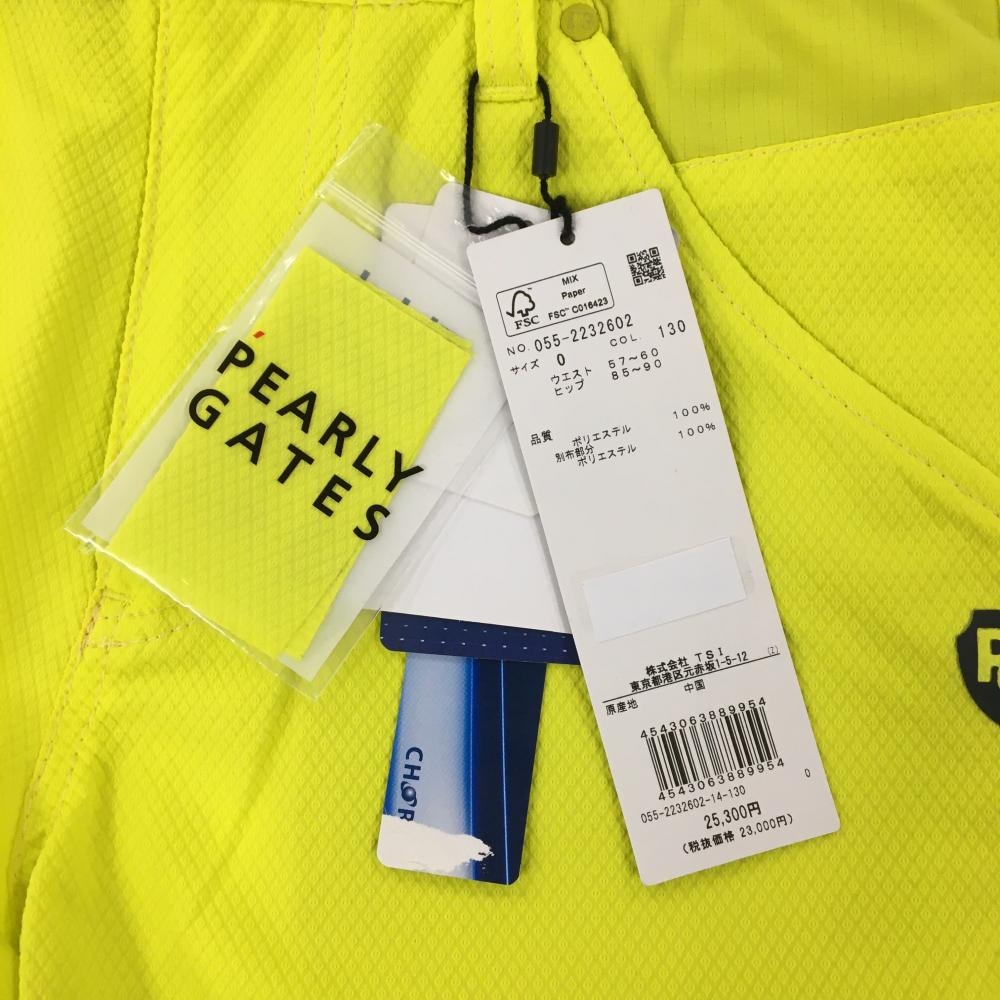 PEARLY
GATES
MIX
Paper
FSC™ C016423
FSC
NO. 055-2232602
サイズ 0 COL. 130
ウエスト 57～60
ヒップ 85～90
品質
ポリエステル 100%
別布部分
ポリエステル 100%
株式会社 TSI
東京都港区元赤坂1-5-12 (Z)
原産地 中国
4543063889954
4543063889954
0
055-2232602-14-130
25,300円
(税抜価格 23,000円)